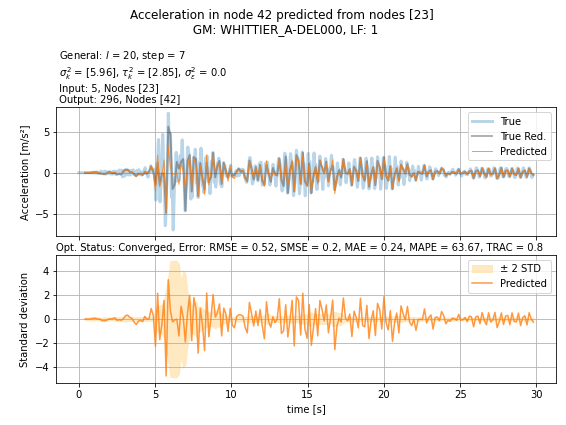 Acceleration in node 42 predicted from nodes [23]
GM: WHITTIER_A-DEL000, LF: 1
General: l = 20, step = 7
σ²ₖ = [5.96], τ²ₖ = [2.85], σ²ε = 0.0
Input: 5, Nodes [23]
Output: 296, Nodes [42]
Acceleration [m/s²]
5
0
−5
True
True Red.
Predicted
Opt. Status: Converged, Error: RMSE = 0.52, SMSE = 0.2, MAE = 0.24, MAPE = 63.67, TRAC = 0.8
Standard deviation
4
2
0
−2
−4
± 2 STD
Predicted
0 5 10 15 20 25 30
time [s]